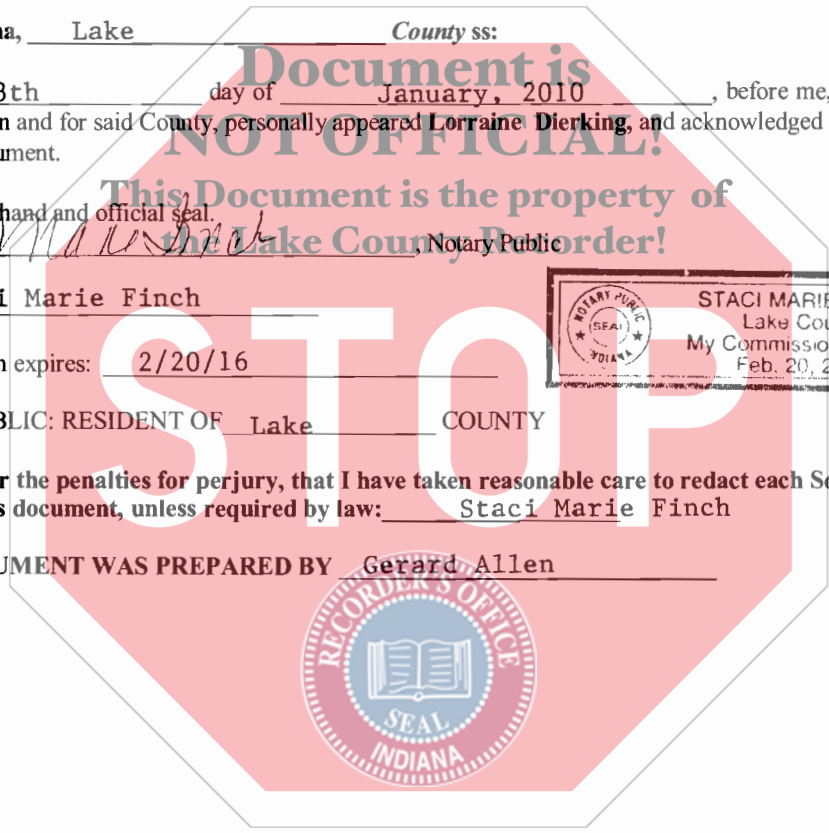 na, Lake County ss:
Document is
8th day of January, 2010, before me,
n and for said County, personally appeared Lorraine Dierking, and acknowledged
NOT OFFICIAL!
ument.
This Document is the property of
hand and official seal.
the Lake County Recorder!
, Notary Public
i Marie Finch
NOTARY PUBLIC
SEAL
INDIANA
STACI MARIE
Lake Cou
My Commissio
Feb. 20, 2
n expires: 2/20/16
STOP
BLIC: RESIDENT OF Lake COUNTY
r the penalties for perjury, that I have taken reasonable care to redact each So
s document, unless required by law: Staci Marie Finch
UMENT WAS PREPARED BY Gerard Allen
RECORDER'S OFFICE
SEAL
INDIANA